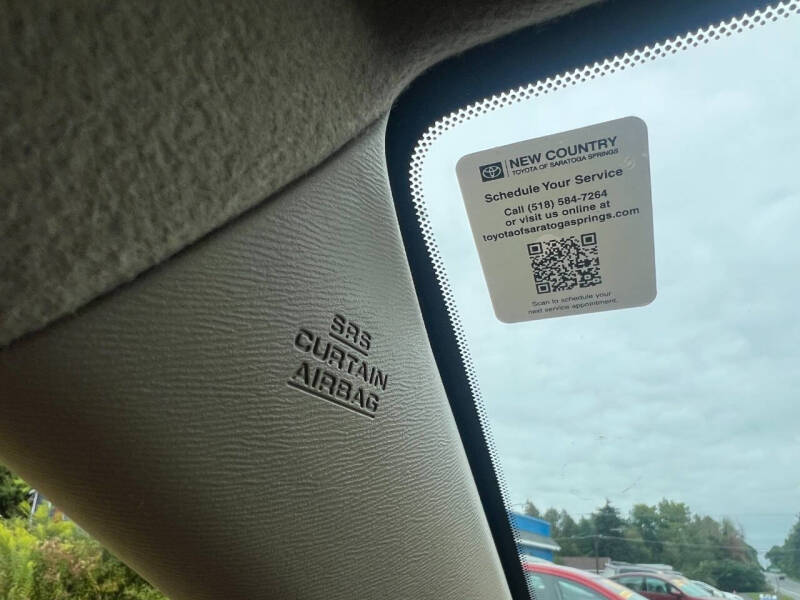 NEW COUNTRY
TOYOTA OF SARATOGA SPRINGS
Schedule Your Service
Call (518) 584-7264
or visit us online at
toyotaofsaratogasprings.com
Scan to schedule your
next service appointment.
SRS
CURTAIN
AIRBAG